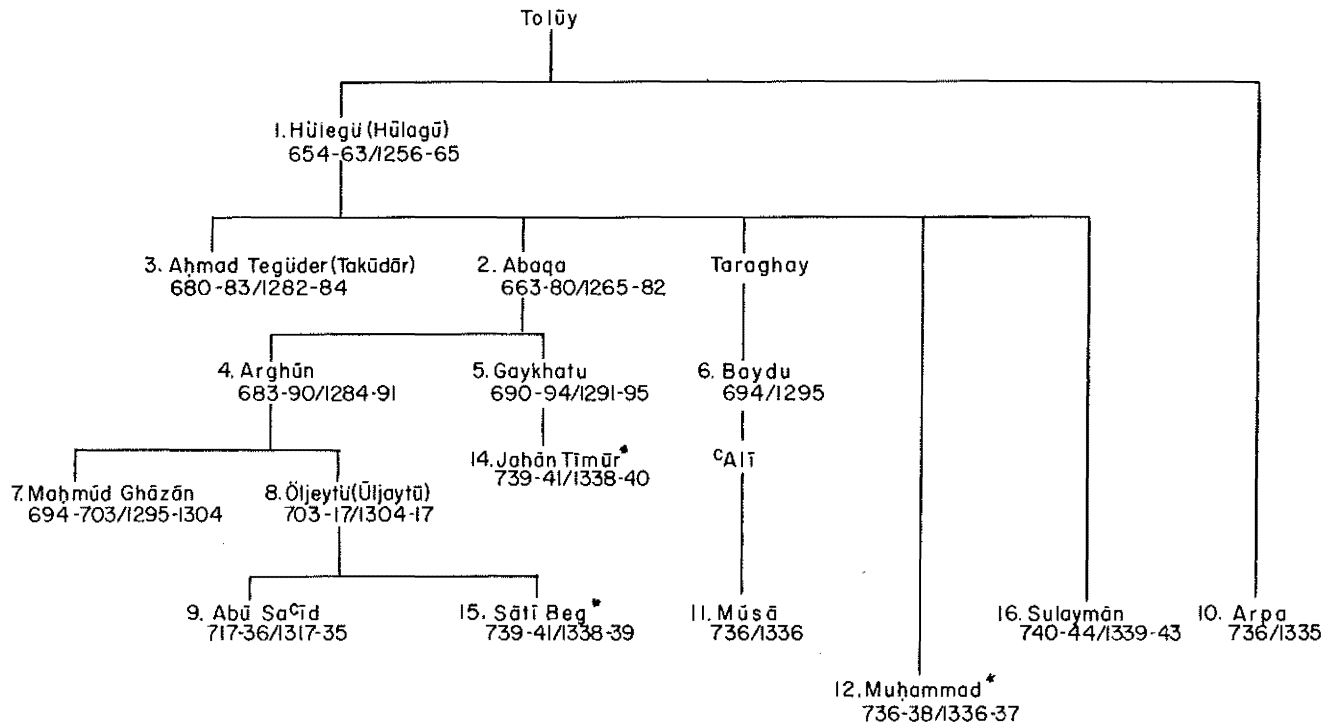 Tolūy
1. Hülegü (Hūlagū)
654-63/1256-65
3. Aḥmad Tegüder (Takūdār)
680-83/1282-84
2. Abaqa
663-80/1265-82
Taraghay
4. Arghūn
683-90/1284-91
5. Gaykhatu
690-94/1291-95
6. Baydu
694/1295
14. Jahān Tīmūr*
739-41/1338-40
ᶜAlī
7. Maḥmūd Ghāzān
694-703/1295-1304
8. Öljeytü (Ūljaytū)
703-17/1304-17
9. Abū Saᶜīd
717-36/1317-35
15. Sātī Beg*
739-41/1338-39
11. Mūsā
736/1336
16. Sulaymān
740-44/1339-43
10. Arpa
736/1335
12. Muḥammad*
736-38/1336-37